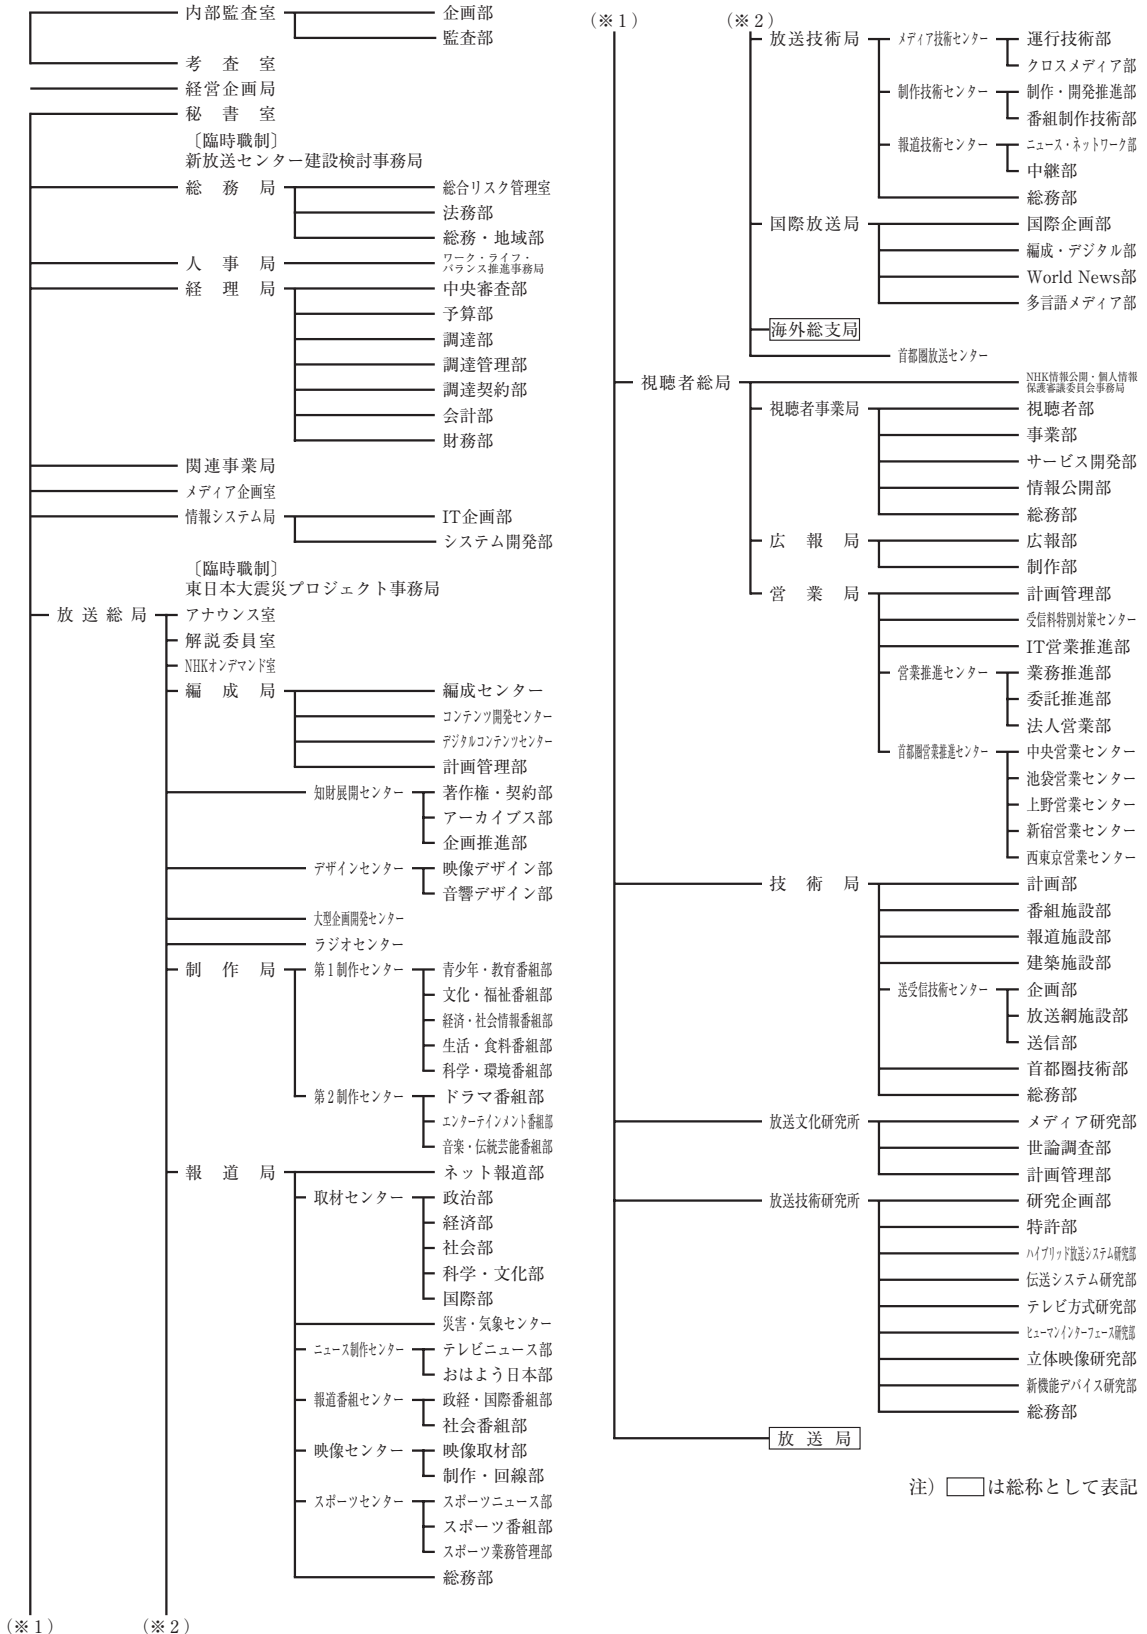 内部監査室
企画部
監査部
考査室
経営企画局
秘書室
〔臨時職制〕
新放送センター建設検討事務局
総務局
総合リスク管理室
法務部
総務・地域部
人事局
ワーク・ライフ・
バランス推進事務局
経理局
中央審査部
予算部
調達部
調達管理部
調達契約部
会計部
財務部
関連事業局
メディア企画室
情報システム局
IT企画部
システム開発部
〔臨時職制〕
東日本大震災プロジェクト事務局
放送総局
アナウンス室
解説委員室
NHKオンデマンド室
編成局
編成センター
コンテンツ開発センター
デジタルコンテンツセンター
計画管理部
知財展開センター
著作権・契約部
アーカイブス部
企画推進部
デザインセンター
映像デザイン部
音響デザイン部
大型企画開発センター
ラジオセンター
制作局
第1制作センター
青少年・教育番組部
文化・福祉番組部
経済・社会情報番組部
生活・食料番組部
科学・環境番組部
第2制作センター
ドラマ番組部
エンターテインメント番組部
音楽・伝統芸能番組部
報道局
ネット報道部
取材センター
政治部
経済部
社会部
科学・文化部
国際部
災害・気象センター
ニュース制作センター
テレビニュース部
おはよう日本部
報道番組センター
政経・国際番組部
社会番組部
映像センター
映像取材部
制作・回線部
スポーツセンター
スポーツニュース部
スポーツ番組部
スポーツ業務管理部
総務部
(※1)
(※2)
(※1)
(※2)
放送技術局
メディア技術センター
運行技術部
クロスメディア部
制作技術センター
制作・開発推進部
番組制作技術部
報道技術センター
ニュース・ネットワーク部
中継部
総務部
国際放送局
国際企画部
編成・デジタル部
World News部
多言語メディア部
海外総支局
首都圏放送センター
視聴者総局
NHK情報公開・個人情報
保護審議委員会事務局
視聴者事業局
視聴者部
事業部
サービス開発部
情報公開部
総務部
広報局
広報部
制作部
営業局
計画管理部
受信料特別対策センター
IT営業推進部
営業推進センター
業務推進部
委託推進部
法人営業部
首都圏営業推進センター
中央営業センター
池袋営業センター
上野営業センター
新宿営業センター
西東京営業センター
技術局
計画部
番組施設部
報道施設部
建築施設部
送受信技術センター
企画部
放送網施設部
送信部
首都圏技術部
総務部
放送文化研究所
メディア研究部
世論調査部
計画管理部
放送技術研究所
研究企画部
特許部
ハイブリッド放送システム研究部
伝送システム研究部
テレビ方式研究部
ヒューマンインターフェース研究部
立体映像研究部
新機能デバイス研究部
総務部
放送局
注) は総称として表記